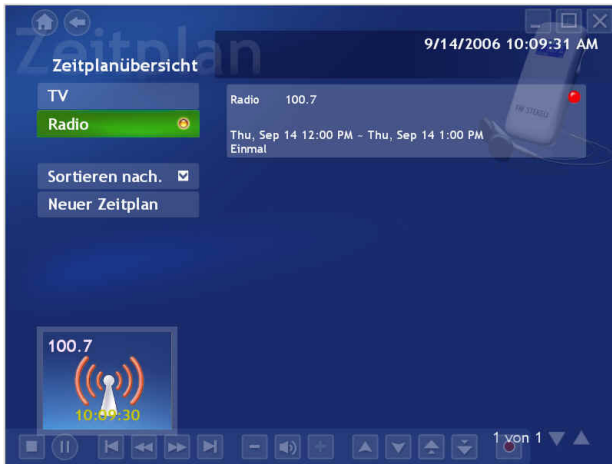 Zeitplan
9/14/2006 10:09:31 AM
Zeitplanübersicht
TV
Radio
Sortieren nach.
Neuer Zeitplan
Radio 100.7
Thu, Sep 14 12:00 PM ~ Thu, Sep 14 1:00 PM
Einmal
100.7
10:09:30
1 von 1